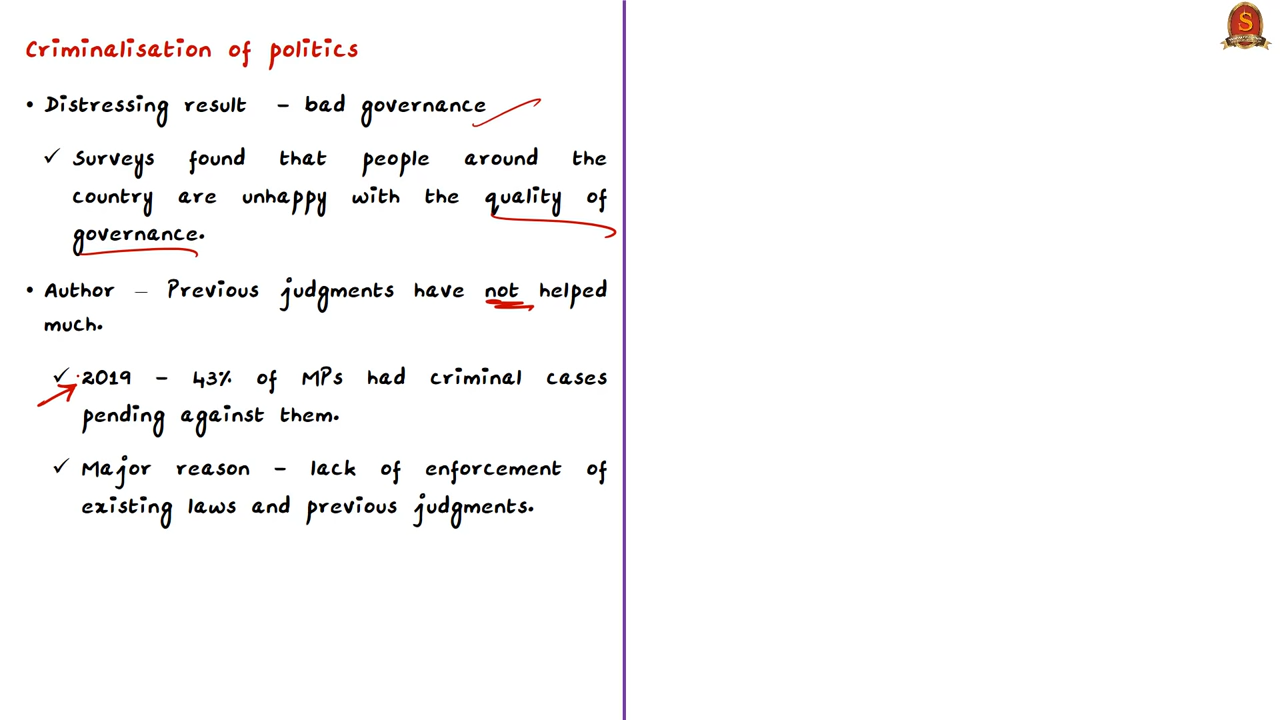 Criminalisation of politics
• Distressing result - bad governance
✓ Surveys found that people around the
country are unhappy with the quality of
governance.
• Author – Previous judgments have not helped
much.
✓ 2019 - 43% of MPs had criminal cases
pending against them.
✓ Major reason - lack of enforcement of
existing laws and previous judgments.
S